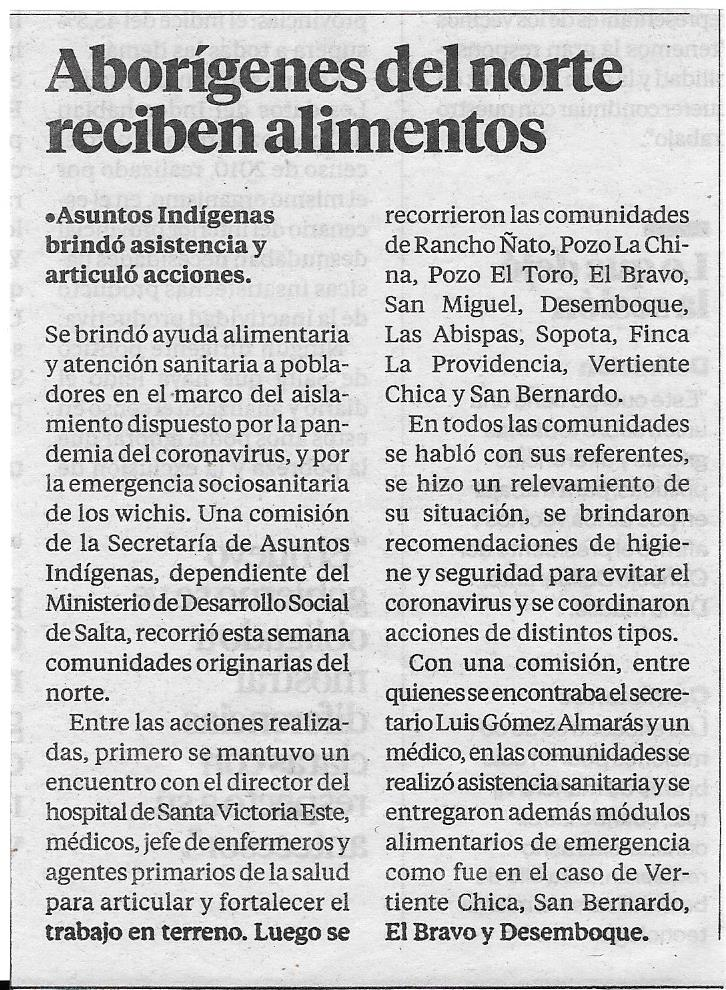 Aborígenes del norte
reciben alimentos
•Asuntos Indígenas
brindó asistencia y
articuló acciones.
Se brindó ayuda alimentaria
y atención sanitaria a pobla-
dores en el marco del aisla-
miento dispuesto por la pan-
demia del coronavirus, y por
la emergencia sociosanitaria
de los wichis. Una comisión
de la Secretaría de Asuntos
Indígenas, dependiente del
Ministerio de Desarrollo Social
de Salta, recorrió esta semana
comunidades originarias del
norte.
Entre las acciones realiza-
das, primero se mantuvo un
encuentro con el director del
hospital de Santa Victoria Este,
médicos, jefe de enfermeros y
agentes primarios de la salud
para articular y fortalecer el
trabajo en terreno. Luego se
recorrieron las comunidades
de Rancho Ñato, Pozo La Chi-
na, Pozo El Toro, El Bravo,
San Miguel, Desemboque,
Las Abispas, Sopota, Finca
La Providencia, Vertiente
Chica y San Bernardo.
En todos las comunidades
se habló con sus referentes,
se hizo un relevamiento de
su situación, se brindaron
recomendaciones de higie-
ne y seguridad para evitar el
coronavirus y se coordinaron
acciones de distintos tipos.
Con una comisión, entre
quienes se encontraba el secre-
tario Luis Gómez Almarás y un
médico, en las comunidades se
realizó asistencia sanitaria y se
entregaron además módulos
alimentarios de emergencia
como fue en el caso de Ver-
tiente Chica, San Bernardo,
El Bravo y Desemboque.